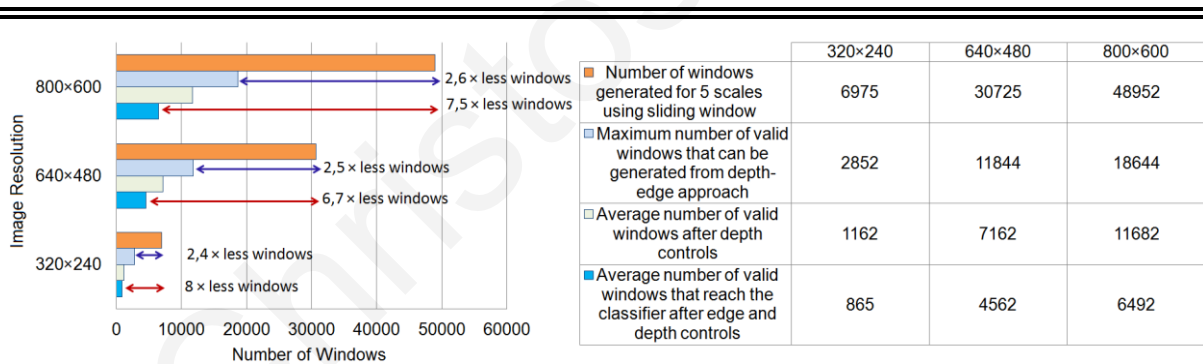 Image Resolution
800×600
640×480
320×240
2,6 × less windows
7,5 × less windows
2,5 × less windows
6,7 × less windows
2,4 × less windows
8 × less windows
0 10000 20000 30000 40000 50000 60000
Number of Windows
320×240 640×480 800×600
Number of windows
generated for 5 scales
using sliding window
6975 30725 48952
Maximum number of valid
windows that can be
generated from depth-
edge approach
2852 11844 18644
Average number of valid
windows after depth
controls
1162 7162 11682
Average number of valid
windows that reach the
classifier after edge and
depth controls
865 4562 6492
Christos